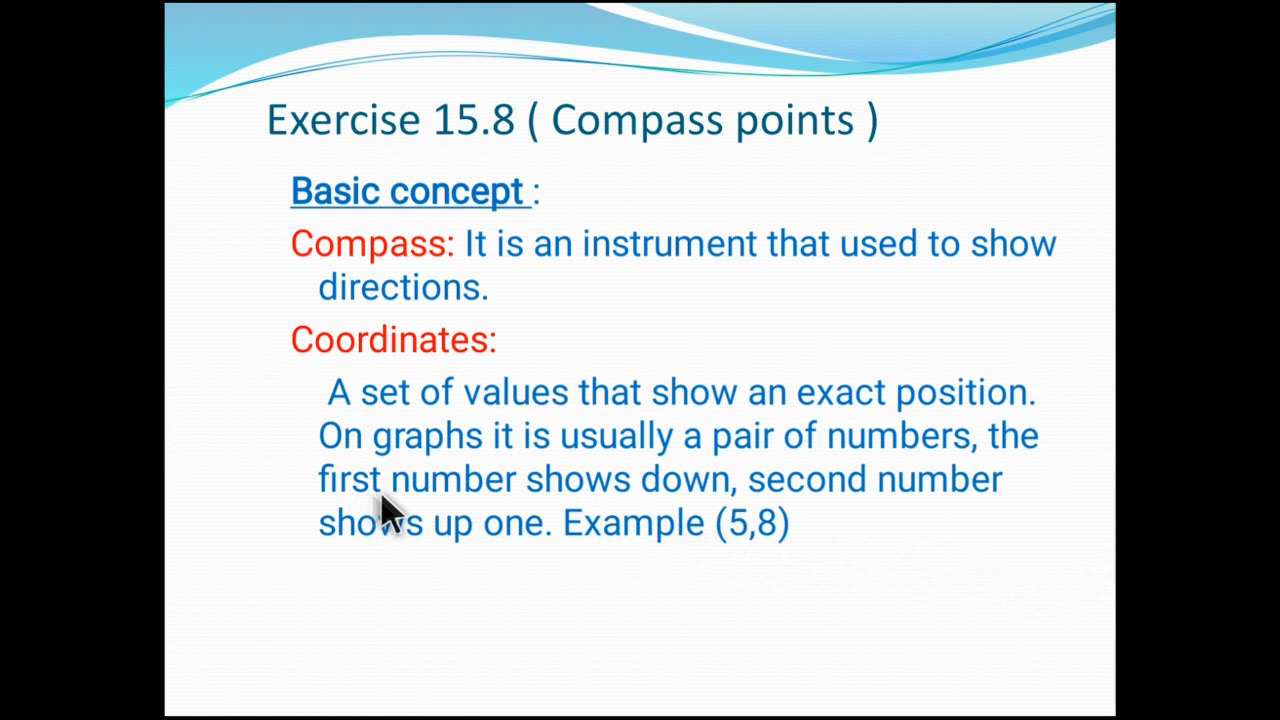 Exercise 15.8 ( Compass points )
Basic concept :
Compass: It is an instrument that used to show
directions.
Coordinates:
A set of values that show an exact position.
On graphs it is usually a pair of numbers, the
first number shows down, second number
shows up one. Example (5,8)